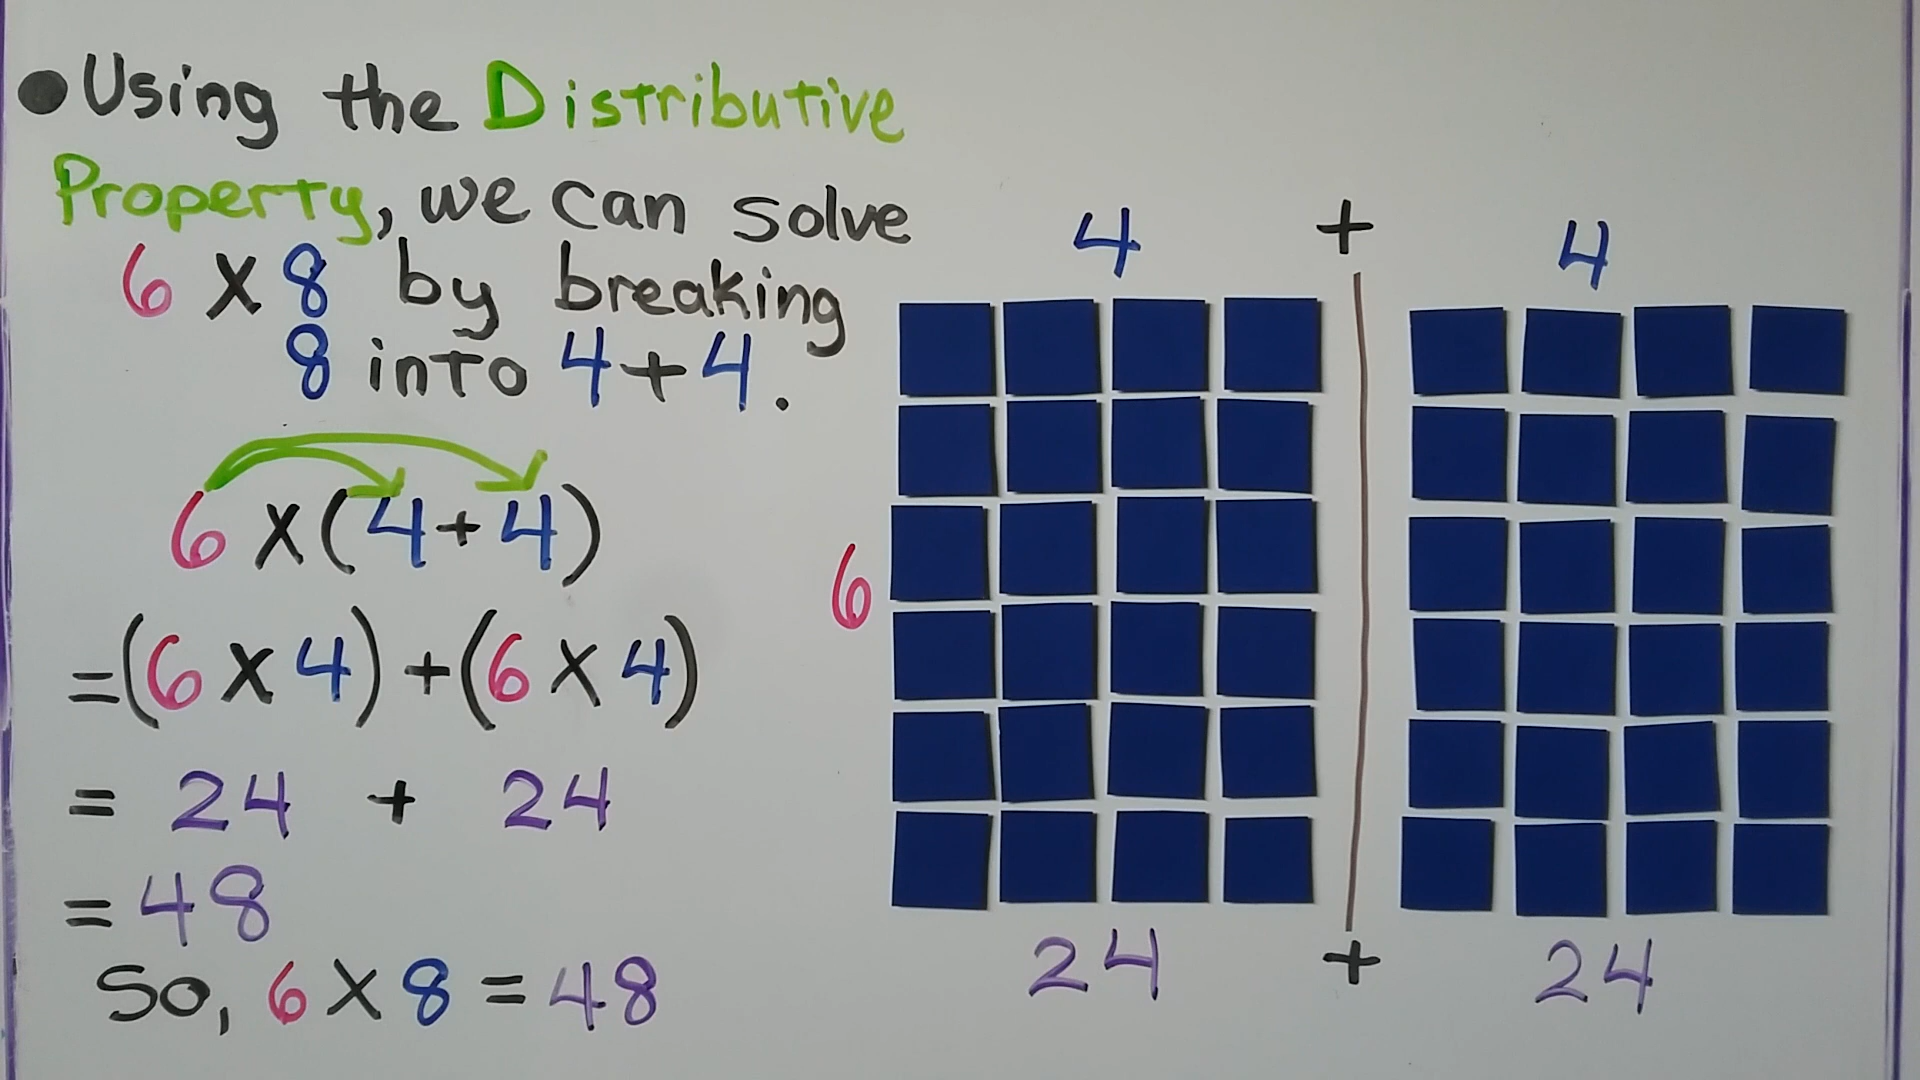 ● Using the Distributive
Property, we can solve
6 x 8 by breaking
8 into 4 + 4.
6 x (4 + 4)
= (6 x 4) + (6 x 4)
= 24 + 24
= 48
So, 6 x 8 = 48
4 + 4
6
24 + 24